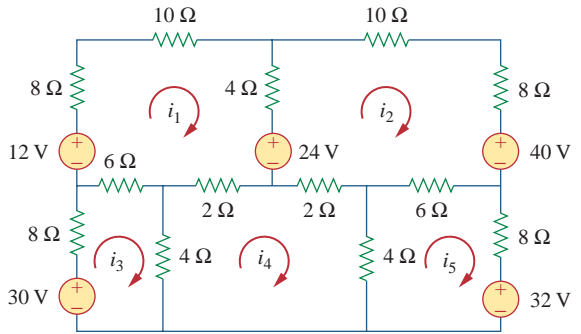 10 Ω 10 Ω
8 Ω 4 Ω 8 Ω
i1 i2
12 V + − 24 V + − 40 V + −
6 Ω
2 Ω 2 Ω 6 Ω
8 Ω 4 Ω 4 Ω 8 Ω
i3 i4 i5
30 V + − 32 V + −